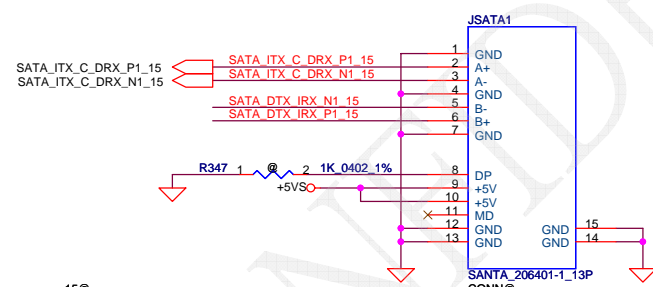 JSATA1
1 GND
SATA_ITX_C_DRX_P1_15 SATA_ITX_C_DRX_P1_15 2 A+
SATA_ITX_C_DRX_N1_15 SATA_ITX_C_DRX_N1_15 3 A-
4 GND
SATA_DTX_IRX_N1_15 5 B-
SATA_DTX_IRX_P1_15 6 B+
7 GND
R347 1 @ 2 1K_0402_1% 8 DP
+5VS 9 +5V
10 +5V
11 MD
12 GND GND 15
13 GND GND 14
SANTA_206401-1_13P
15@
CONN@